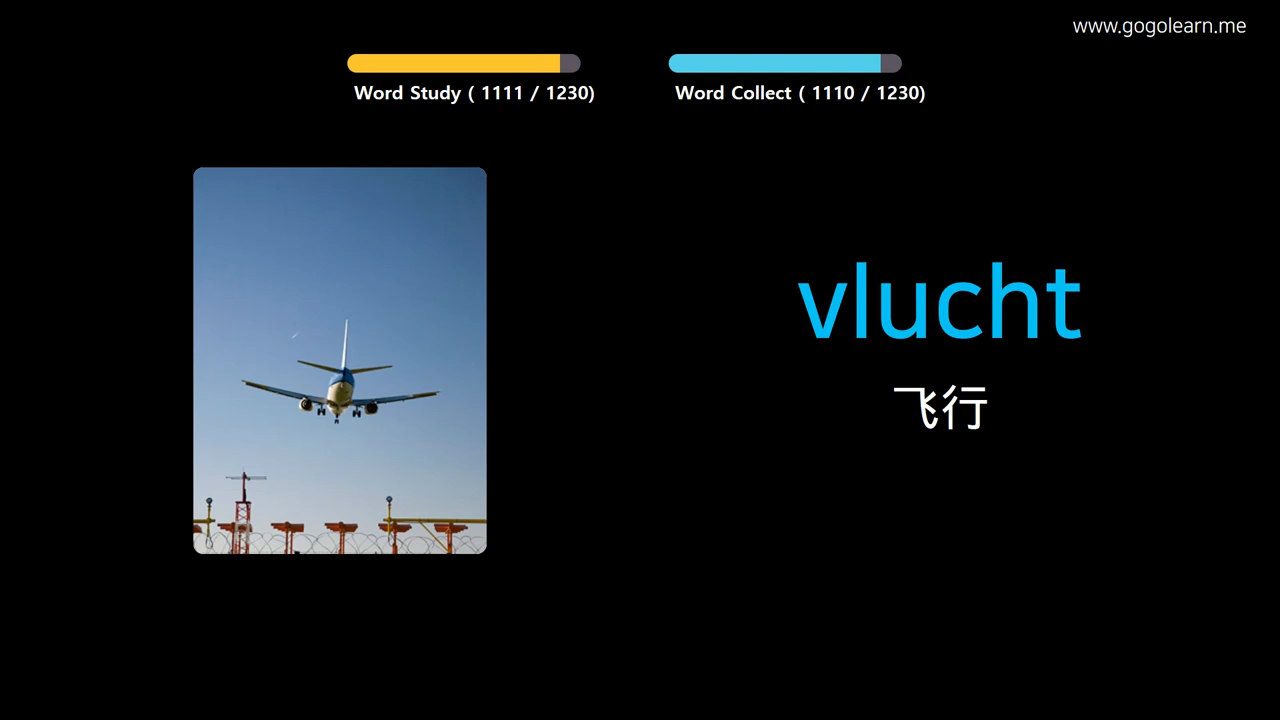 www.gogolearn.me
Word Study ( 1111 / 1230)
Word Collect ( 1110 / 1230)
vlucht
飞行